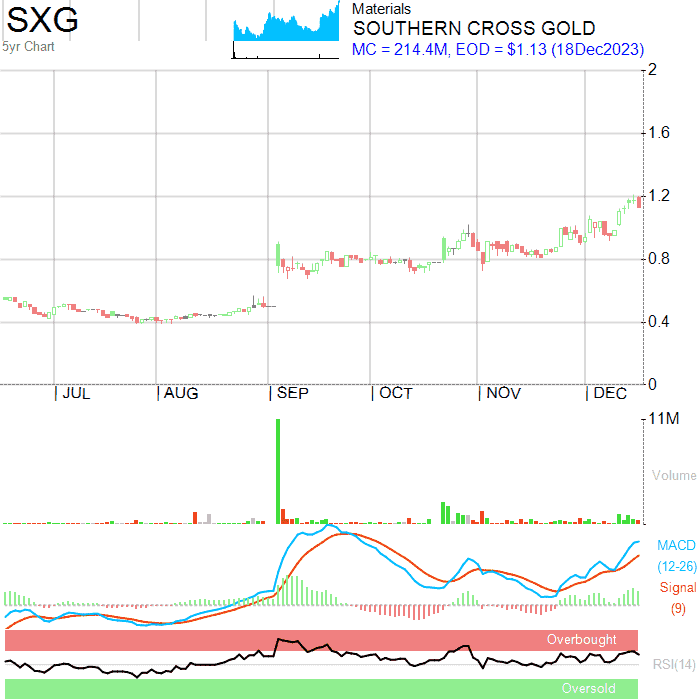 SXG
5yr Chart
Materials
SOUTHERN CROSS GOLD
MC = 214.4M, EOD = $1.13 (18Dec2023)
2
1.6
1.2
0.8
0.4
0
JUL AUG SEP OCT NOV DEC
11M
Volume
MACD
(12-26)
Signal
(9)
Overbought
RSI(14)
Oversold